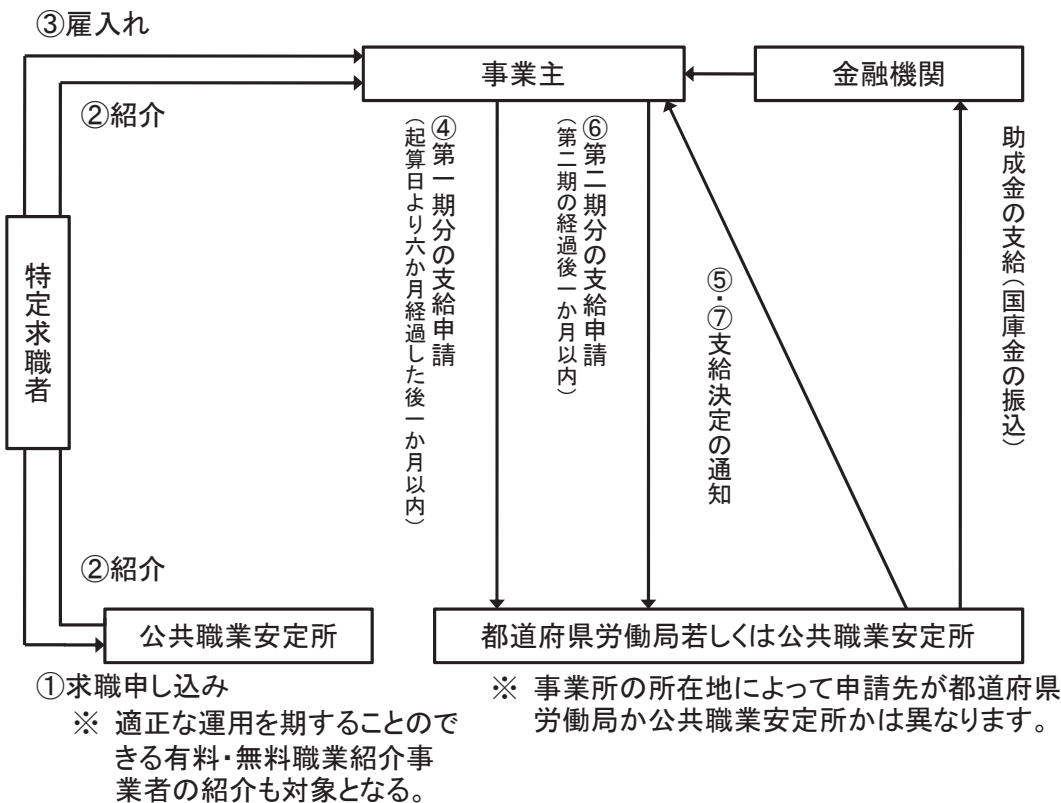 ③雇入れ
事業主
金融機関
②紹介
④第一期分の支給申請
（起算日より六か月経過した後一か月以内）
⑥第二期分の支給申請
（第二期の経過後一か月以内）
⑤・⑦支給決定の通知
助成金の支給（国庫金の振込）
特定求職者
②紹介
公共職業安定所
都道府県労働局若しくは公共職業安定所
①求職申し込み
※ 適正な運用を期することので
きる有料・無料職業紹介事
業者の紹介も対象となる。
※ 事業所の所在地によって申請先が都道府県
労働局か公共職業安定所かは異なります。